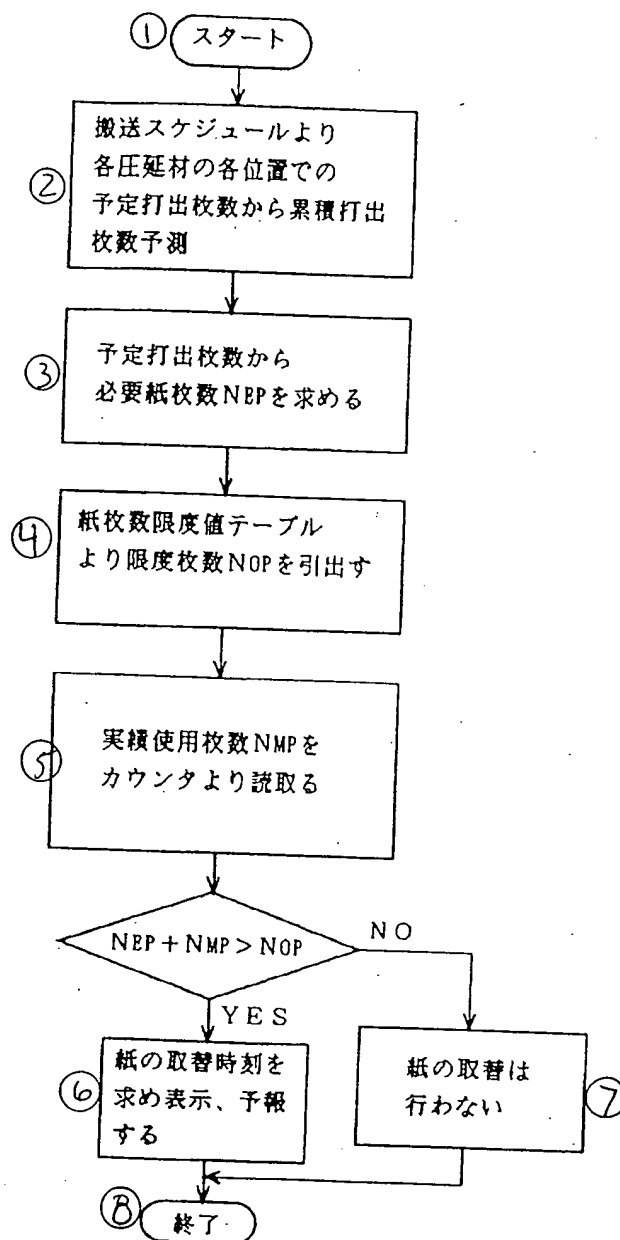 ① スタート
②
搬送スケジュールより
各圧延材の各位置での
予定打出枚数から累積打出
枚数予測
③
予定打出枚数から
必要紙枚数NEPを求める
④
紙枚数限度値テーブル
より限度枚数NOPを引出す
⑤
実績使用枚数NMPを
カウンタより読取る
NEP+NMP>NOP
NO
YES
⑥
紙の取替時刻を
求め表示、予報
する
紙の取替は
行わない
⑦
⑧
終了